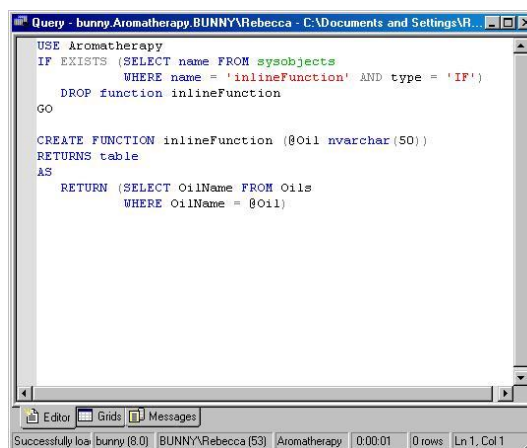 Query - bunny.Aromatherapy.BUNNY\Rebecca - C:\Documents and Settings\R...
USE Aromatherapy
IF EXISTS (SELECT name FROM sysobjects
WHERE name = 'inlineFunction' AND type = 'IF')
DROP function inlineFunction
GO
CREATE FUNCTION inlineFunction (@Oil nvarchar(50))
RETURNS table
AS
RETURN (SELECT OilName FROM Oils
WHERE OilName = @Oil)
Editor Grids Messages
Successfully loa bunny (8.0) BUNNY\Rebecca (53) Aromatherapy 0:00:01 0 rows Ln 1, Col 1